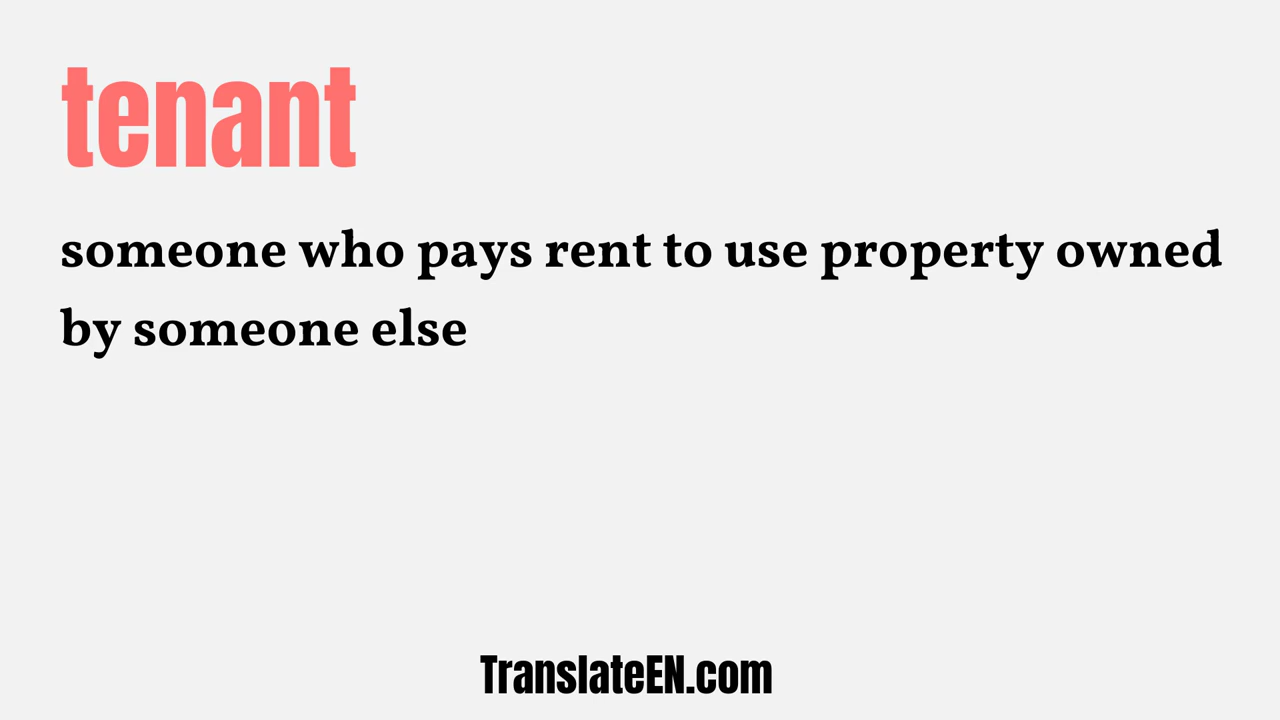 tenant
someone who pays rent to use property owned
by someone else
TranslateEN.com